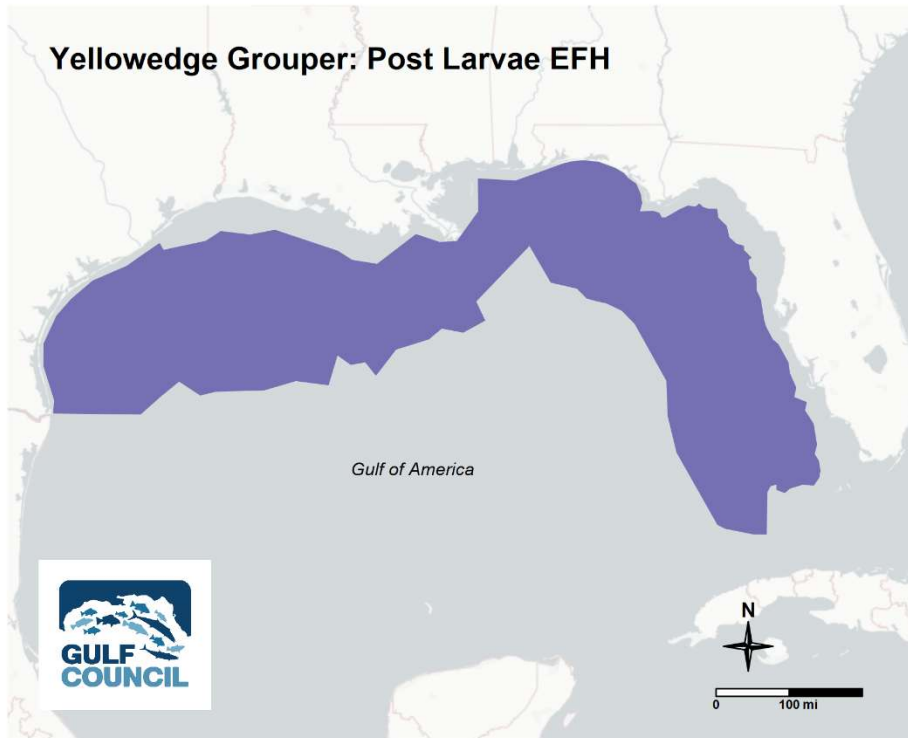 Yellowedge Grouper: Post Larvae EFH
Gulf of America
GULF
COUNCIL
N
0 100 mi